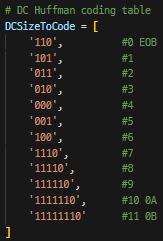 # DC Huffman coding table
DCSizeToCode = [
    '110',          #0 EOB
    '101',          #1
    '011',          #2
    '010',          #3
    '000',          #4
    '001',          #5
    '100',          #6
    '1110',         #7
    '11110',        #8
    '111110',       #9
    '1111110',      #10 0A
    '11111110'      #11 0B
]